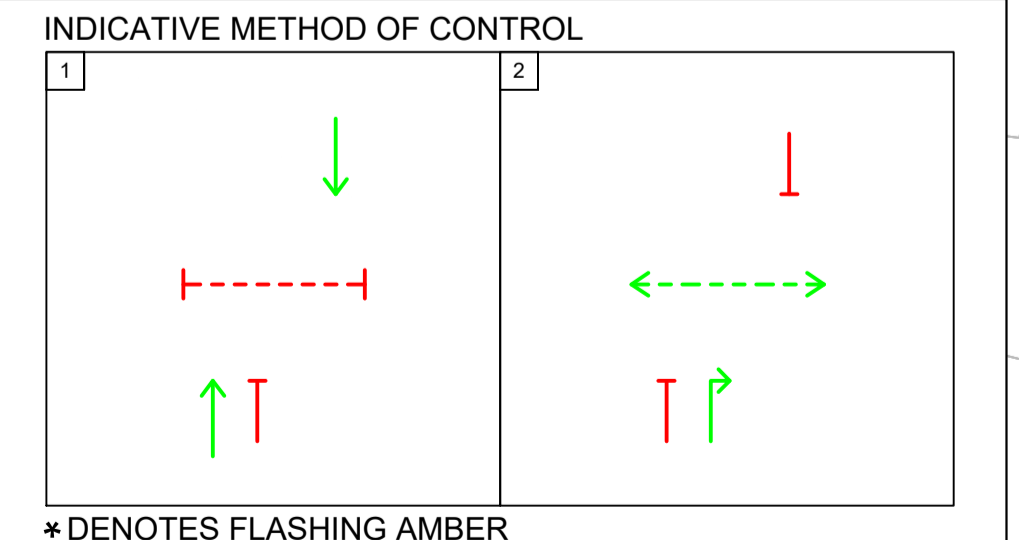 INDICATIVE METHOD OF CONTROL
1
2
* DENOTES FLASHING AMBER